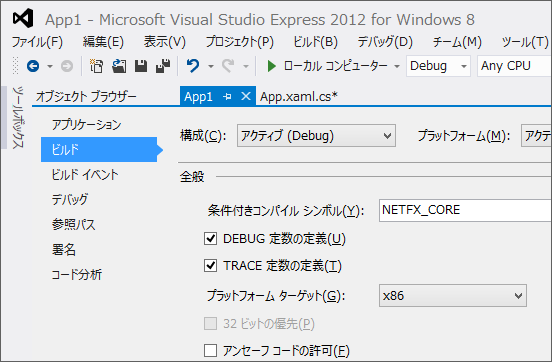 App1 - Microsoft Visual Studio Express 2012 for Windows 8
ファイル(F) 編集(E) 表示(V) プロジェクト(P) ビルド(B) デバッグ(D) チーム(M) ツール(T)
ローカル コンピューター Debug Any CPU
ツールボックス
オブジェクト ブラウザー App1 App.xaml.cs*
アプリケーション
ビルド
ビルド イベント
デバッグ
参照パス
署名
コード分析
構成(C): アクティブ (Debug) プラットフォーム(M): アクテ
全般
条件付きコンパイル シンボル(Y): NETFX_CORE
DEBUG 定数の定義(U)
TRACE 定数の定義(T)
プラットフォーム ターゲット(G): x86
32 ビットの優先(P)
アンセーフ コードの許可(F)